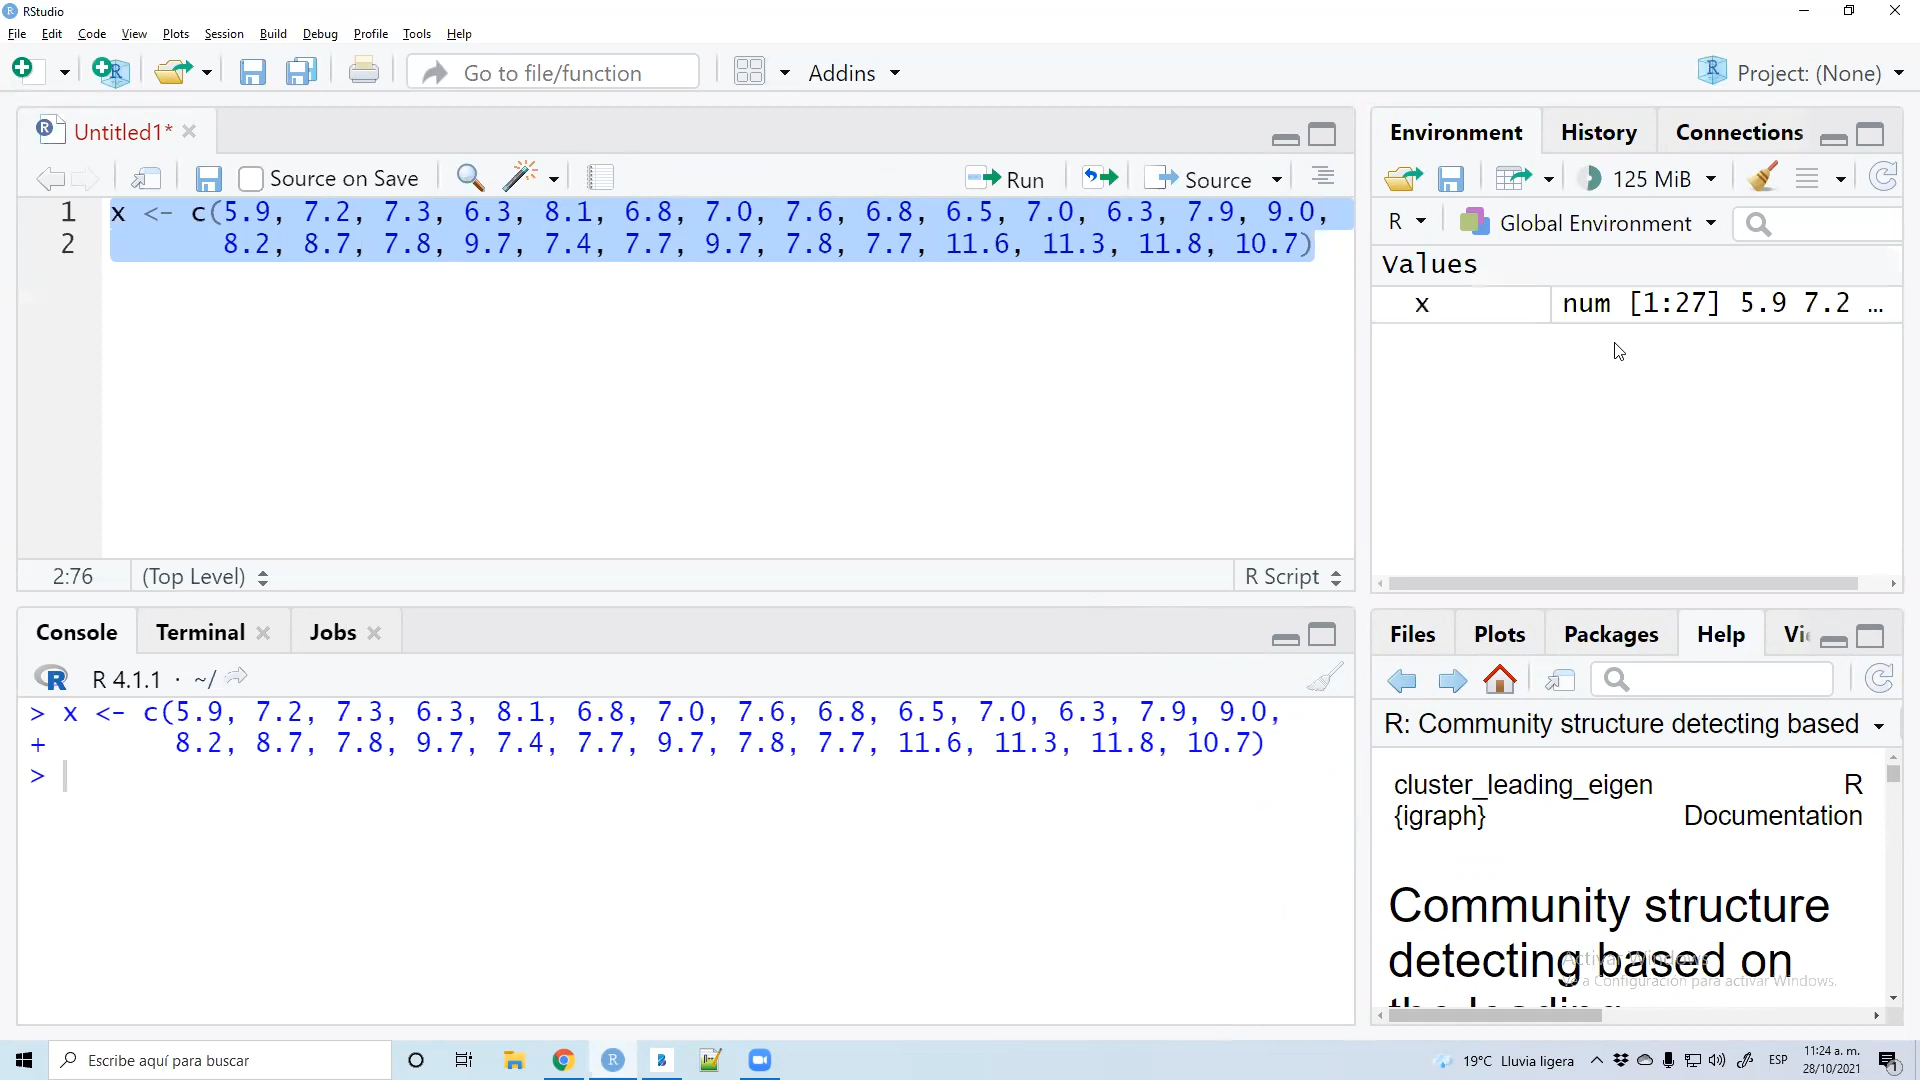 RStudio
File Edit Code View Plots Session Build Debug Profile Tools Help
Go to file/function
Addins
Project: (None)
Untitled1*
Source on Save
Run
Source
1 x <- c(5.9, 7.2, 7.3, 6.3, 8.1, 6.8, 7.0, 7.6, 6.8, 6.5, 7.0, 6.3, 7.9, 9.0,
2 8.2, 8.7, 7.8, 9.7, 7.4, 7.7, 9.7, 7.8, 7.7, 11.6, 11.3, 11.8, 10.7)
2:76 (Top Level) R Script
Console Terminal Jobs
R 4.1.1 · ~/
> x <- c(5.9, 7.2, 7.3, 6.3, 8.1, 6.8, 7.0, 7.6, 6.8, 6.5, 7.0, 6.3, 7.9, 9.0,
+ 8.2, 8.7, 7.8, 9.7, 7.4, 7.7, 9.7, 7.8, 7.7, 11.6, 11.3, 11.8, 10.7)
>
Environment History Connections
125 MiB
R Global Environment
Values
x num [1:27] 5.9 7.2 …
Files Plots Packages Help
R: Community structure detecting based
cluster_leading_eigen R
{igraph} Documentation
Community structure
detecting based on
Activar Windows
Ve a Configuración para activar Windows.
Escribe aquí para buscar
19°C Lluvia ligera
ESP
11:24 a. m.
28/10/2021
1